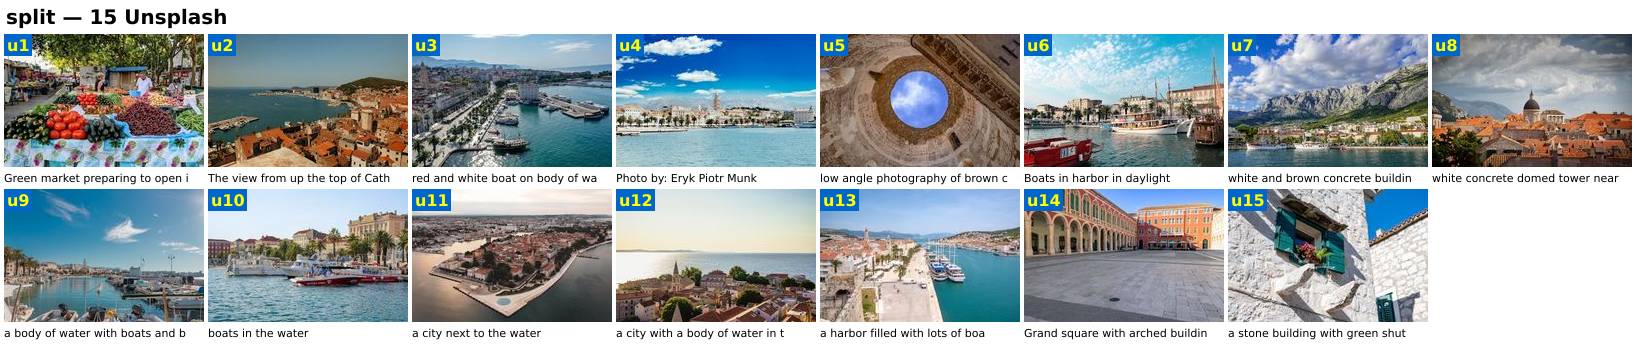 split — 15 Unsplash
u1
u2
u3
u4
u5
u6
u7
u8
Green market preparing to open i
The view from up the top of Cath
red and white boat on body of wa
Photo by: Eryk Piotr Munk
low angle photography of brown c
Boats in harbor in daylight
white and brown concrete buildin
white concrete domed tower near
u9
u10
u11
u12
u13
u14
u15
a body of water with boats and b
boats in the water
a city next to the water
a city with a body of water in t
a harbor filled with lots of boa
Grand square with arched buildin
a stone building with green shut